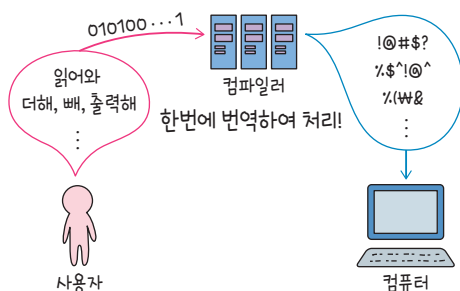 010100···1
읽어와
더해, 빼, 출력해
⋮
컴파일러
한번에 번역하여 처리!
!@#$?
%$^!@^
%(₩&
⋮
사용자
컴퓨터